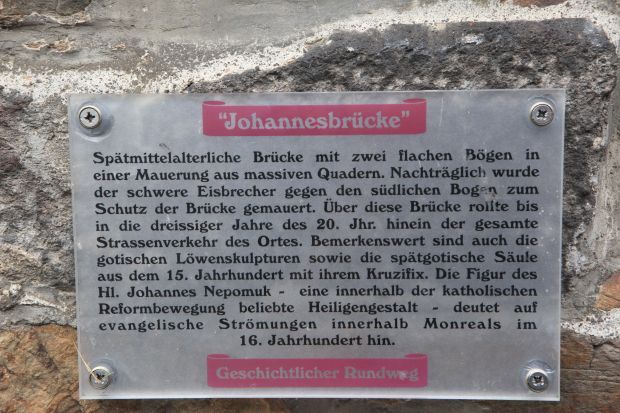 "Johannesbrücke"
Spätmittelalterliche Brücke mit zwei flachen Bögen in
einer Mauerung aus massiven Quadern. Nachträglich wurde
der schwere Eisbrecher gegen den südlichen Bogen zum
Schutz der Brücke gemauert. Über diese Brücke rollte bis
in die dreissiger Jahre des 20. Jhr. hinein der gesamte
Strassenverkehr des Ortes. Bemerkenswert sind auch die
gotischen Löwenskulpturen sowie die spätgotische Säule
aus dem 15. Jahrhundert mit ihrem Kruzifix. Die Figur des
Hl. Johannes Nepomuk - eine innerhalb der katholischen
Reformbewegung beliebte Heiligengestalt - deutet auf
evangelische Strömungen innerhalb Monreals im
16. Jahrhundert hin.
Geschichtlicher Rundweg